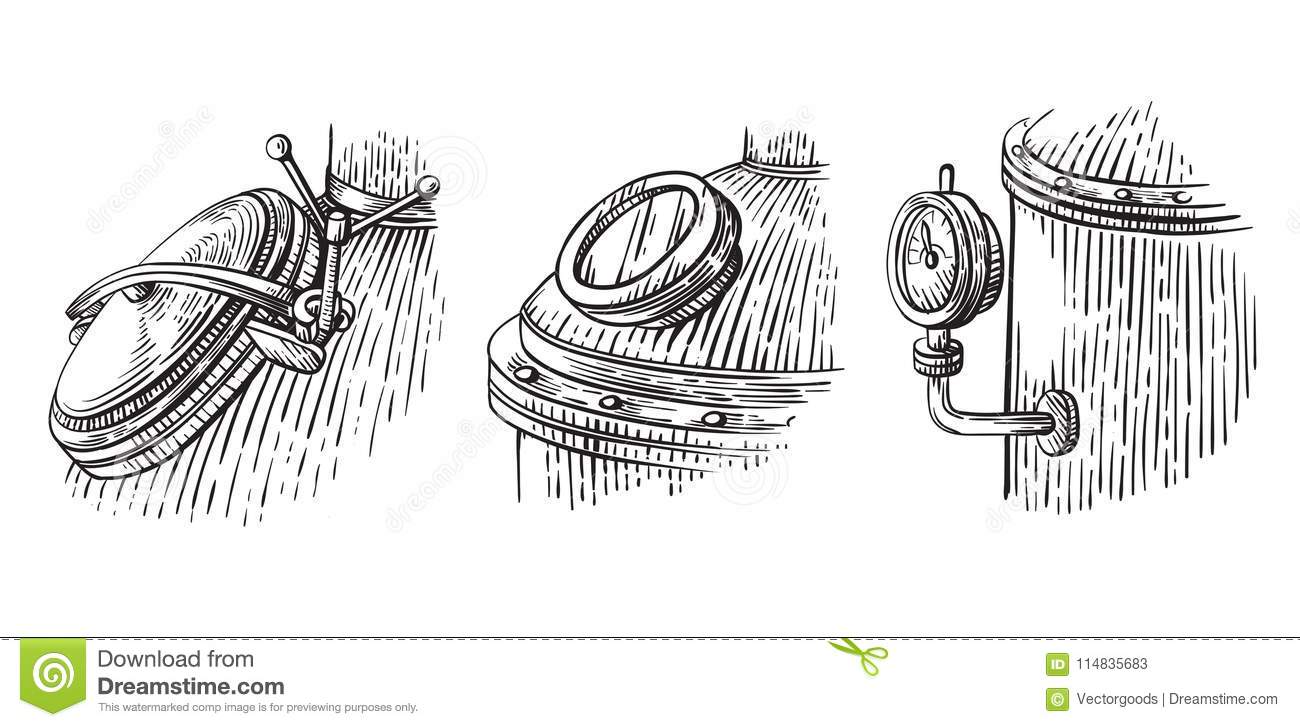 Download from
Dreamstime.com
This watermarked comp image is for previewing purposes only.
ID 114835683
© Vectorgoods | Dreamstime.com